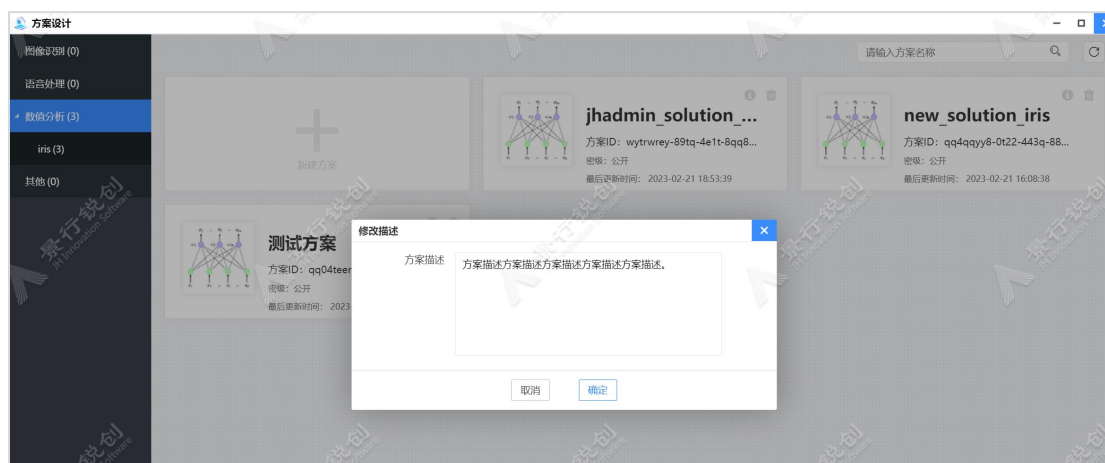 方案设计
图像识别 (0)
语音处理 (0)
数值分析 (3)
iris (3)
其他 (0)
请输入方案名称
新建方案
jhadmin_solution_...
方案ID: wytrwrey-89tq-4e1t-8qq8...
密级: 公开
最后更新时间: 2023-02-21 18:53:39
new_solution_iris
方案ID: qq4qqyy8-0t22-443q-88...
密级: 公开
最后更新时间: 2023-02-21 16:08:38
测试方案
方案ID: qq04teer
密级: 公开
最后更新时间: 2023
修改描述
方案描述
方案描述方案描述方案描述方案描述方案描述。
取消
确定
景行锐创
JH Innovation Software